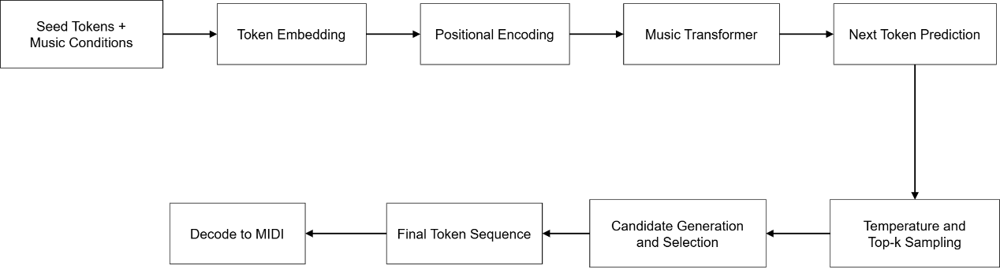 Seed Tokens +
Music Conditions
Token Embedding
Positional Encoding
Music Transformer
Next Token Prediction
Temperature and
Top-k Sampling
Candidate Generation
and Selection
Final Token Sequence
Decode to MIDI